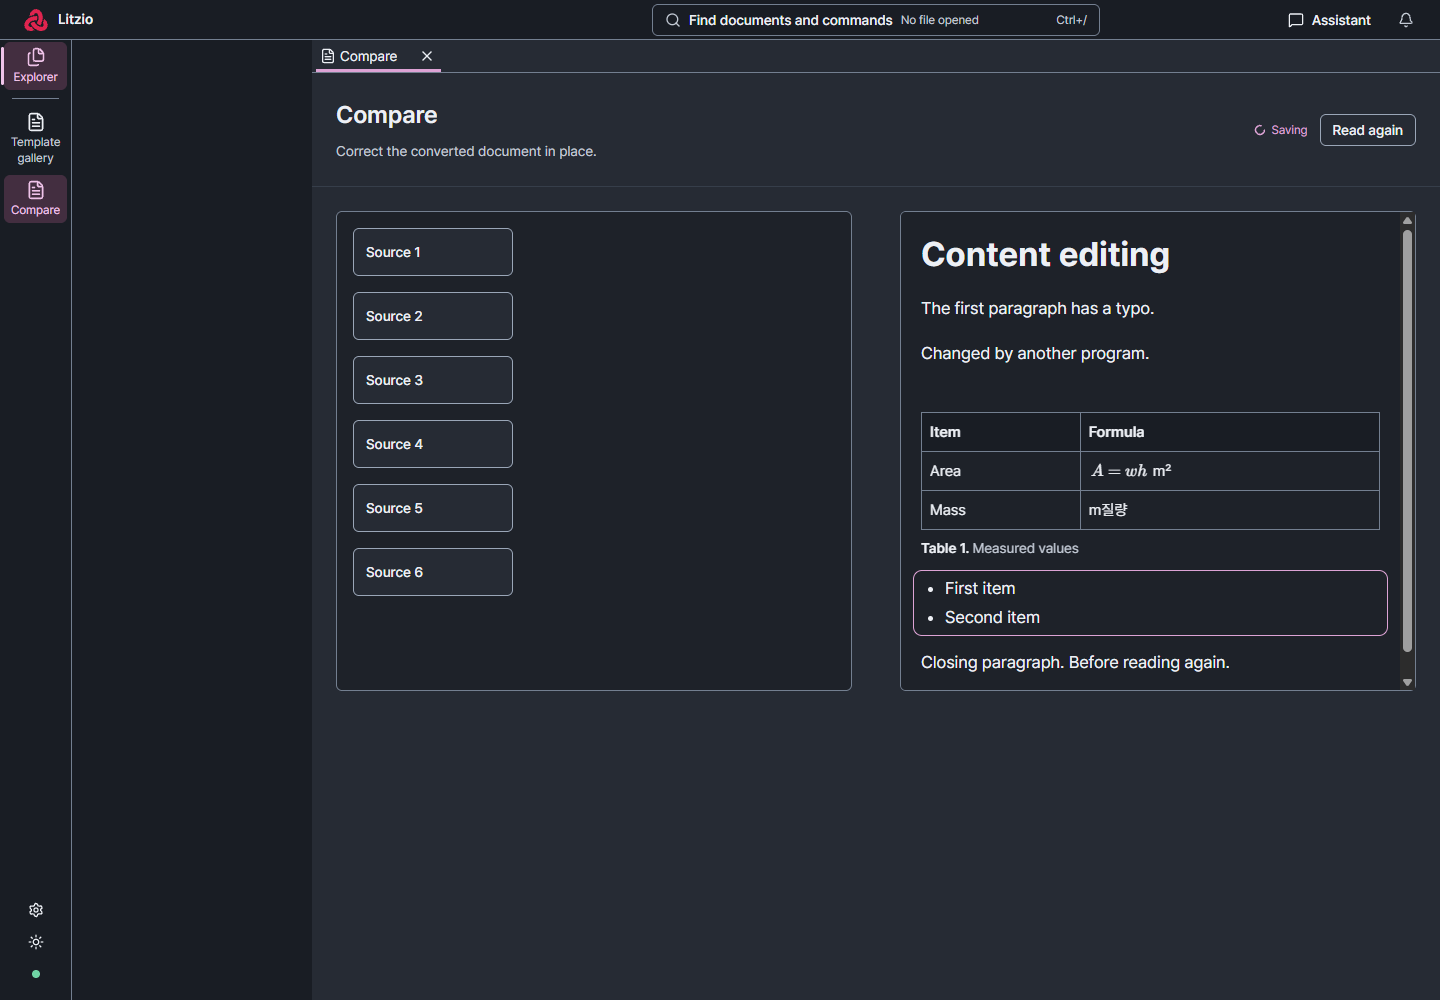 Litzio
Find documents and commands No file opened Ctrl+/
Assistant
Explorer
Template
gallery
Compare
Compare
Compare
Correct the converted document in place.
Saving
Read again
Source 1
Source 2
Source 3
Source 4
Source 5
Source 6
Content editing
The first paragraph has a typo.
Changed by another program.
Item Formula
Area A = wh m²
Mass m질량
Table 1. Measured values
• First item
• Second item
Closing paragraph. Before reading again.